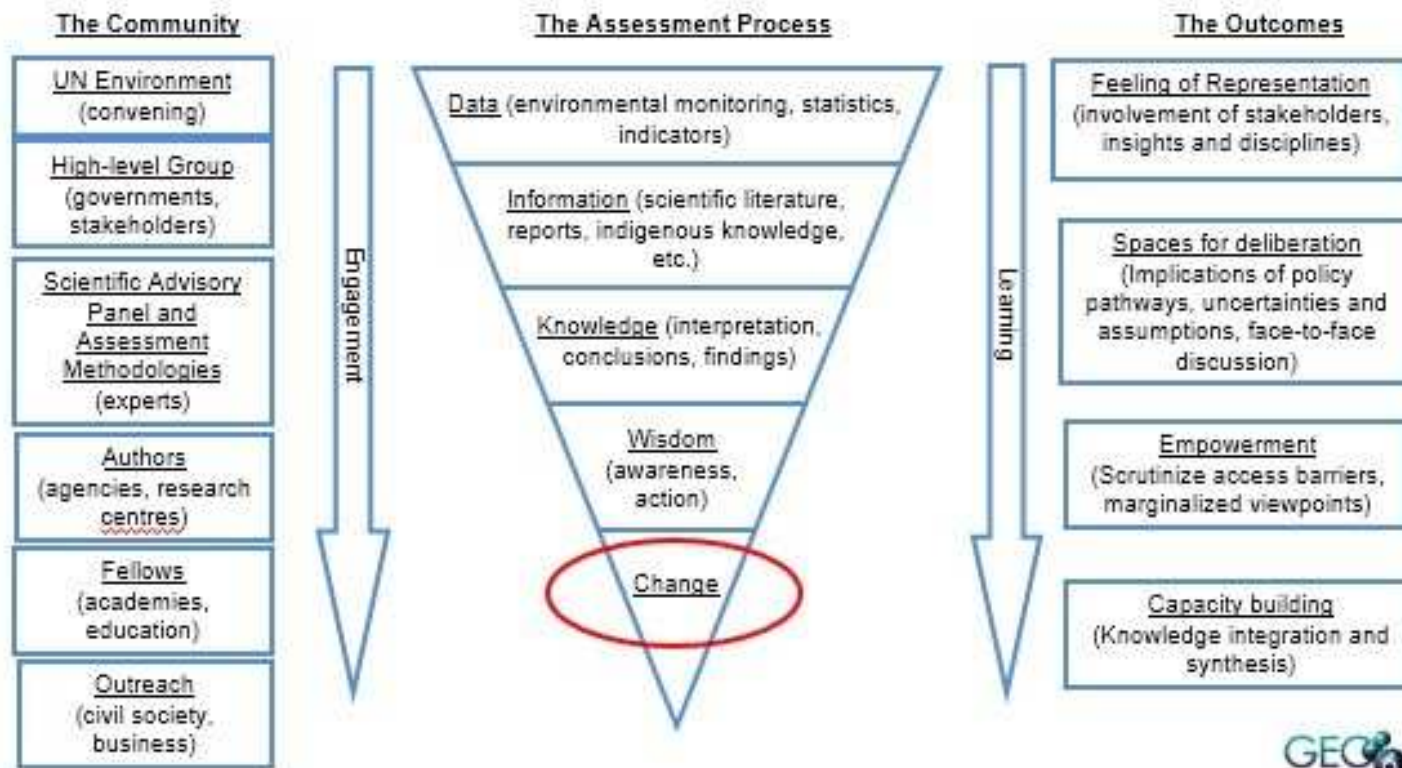 The Community
UN Environment
(convening)
High-level Group
(governments,
stakeholders)
Scientific Advisory
Panel and
Assessment
Methodologies
(experts)
Authors
(agencies, research
centres)
Fellows
(academies,
education)
Outreach
(civil society,
business)
Engagement
The Assessment Process
Data (environmental monitoring, statistics,
indicators)
Information (scientific literature,
reports, indigenous knowledge,
etc.)
Knowledge (interpretation,
conclusions, findings)
Wisdom
(awareness,
action)
Change
Learning
The Outcomes
Feeling of Representation
(involvement of stakeholders,
insights and disciplines)
Spaces for deliberation
(Implications of policy
pathways, uncertainties and
assumptions, face-to-face
discussion)
Empowerment
(Scrutinize access barriers,
marginalized viewpoints)
Capacity building
(Knowledge integration and
synthesis)
GEO